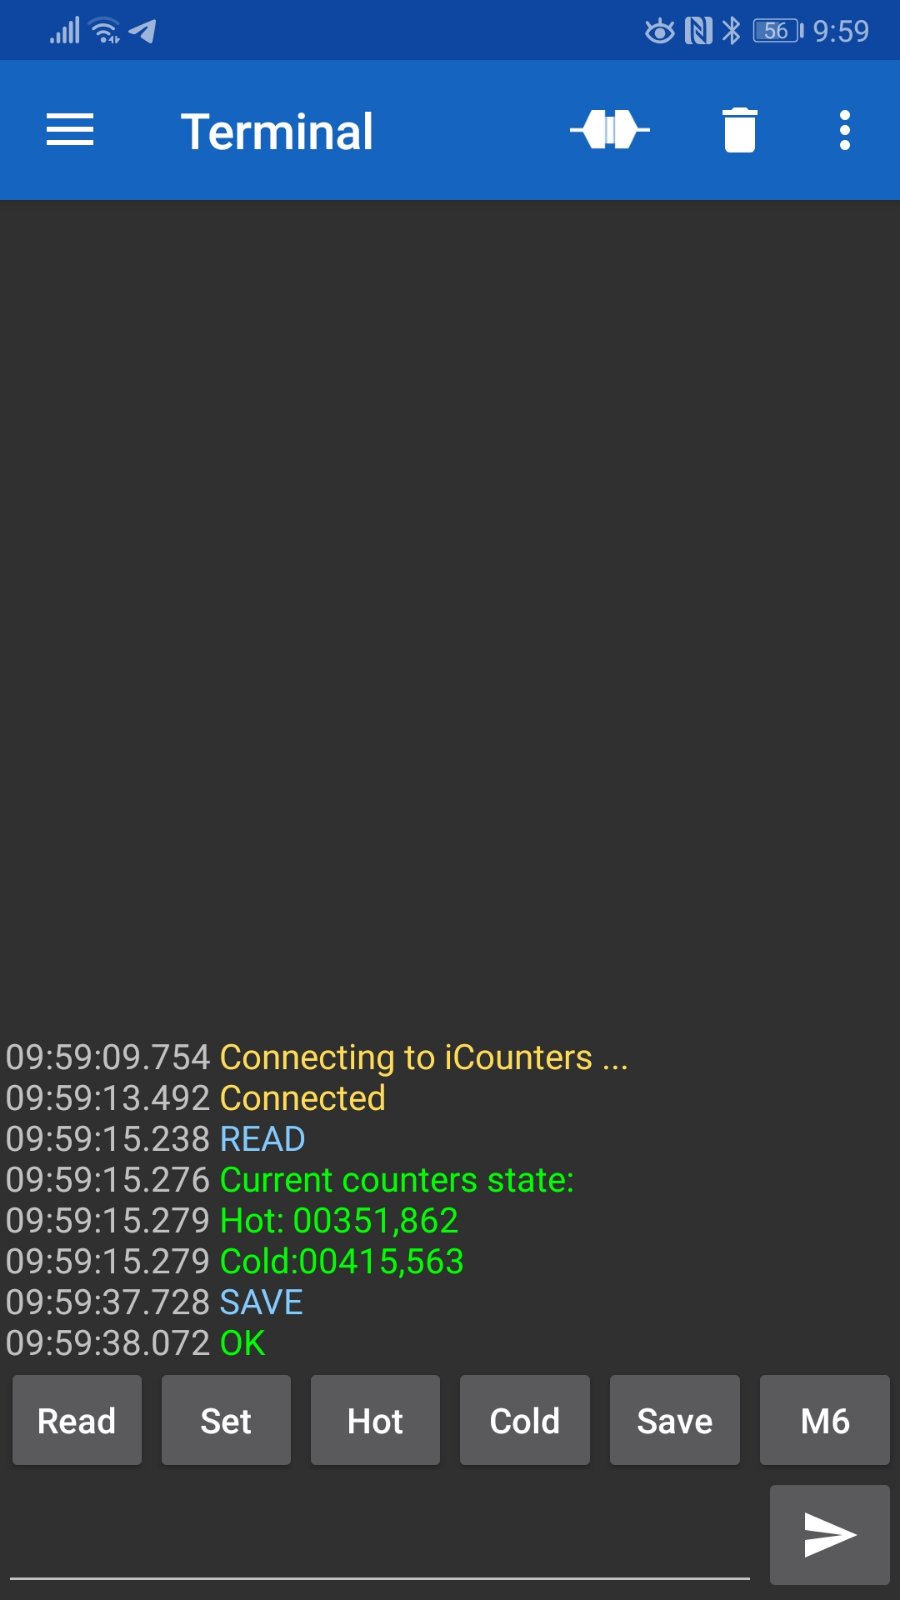 56 9:59
Terminal
09:59:09.754 Connecting to iCounters ...
09:59:13.492 Connected
09:59:15.238 READ
09:59:15.276 Current counters state:
09:59:15.279 Hot: 00351,862
09:59:15.279 Cold:00415,563
09:59:37.728 SAVE
09:59:38.072 OK
Read Set Hot Cold Save M6